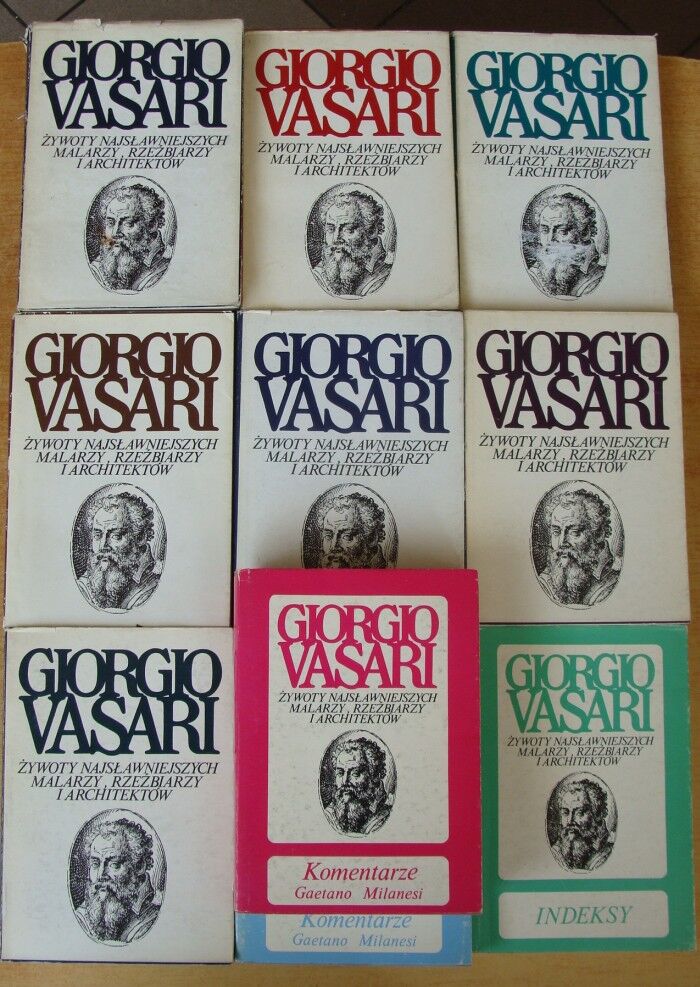 GIORGIO
VASARI
ŻYWOTY NAJSŁAWNIEJSZYCH
MALARZY, RZEŹBIARZY
I ARCHITEKTÓW
GIORGIO
VASARI
ŻYWOTY NAJSŁAWNIEJSZYCH
MALARZY, RZEŹBIARZY
I ARCHITEKTÓW
GIORGIO
VASARI
ŻYWOTY NAJSŁAWNIEJSZYCH
MALARZY, RZEŹBIARZY
I ARCHITEKTÓW
GIORGIO
VASARI
ŻYWOTY NAJSŁAWNIEJSZYCH
MALARZY, RZEŹBIARZY
I ARCHITEKTÓW
GIORGIO
VASARI
ŻYWOTY NAJSŁAWNIEJSZYCH
MALARZY, RZEŹBIARZY
I ARCHITEKTÓW
GIORGIO
VASARI
ŻYWOTY NAJSŁAWNIEJSZYCH
MALARZY, RZEŹBIARZY
I ARCHITEKTÓW
GIORGIO
VASARI
ŻYWOTY NAJSŁAWNIEJSZYCH
MALARZY, RZEŹBIARZY
I ARCHITEKTÓW
GIORGIO
VASARI
ŻYWOTY NAJSŁAWNIEJSZYCH
MALARZY, RZEŹBIARZY
I ARCHITEKTÓW
Komentarze
Gaetano Milanesi
Komentarze
Gaetano Milanesi
GIORGIO
VASARI
ŻYWOTY NAJSŁAWNIEJSZYCH
MALARZY, RZEŹBIARZY
I ARCHITEKTÓW
INDEKSY